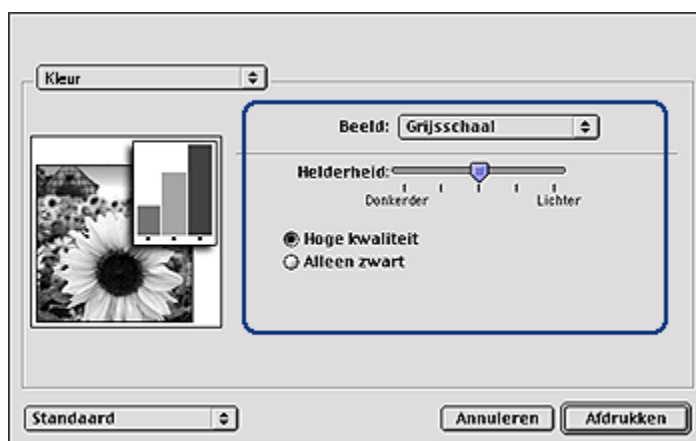 Kleur
Beeld: Grijsschaal
Helderheid:
Donkerder Lichter
Hoge kwaliteit
Alleen zwart
Standaard Annuleren Afdrukken